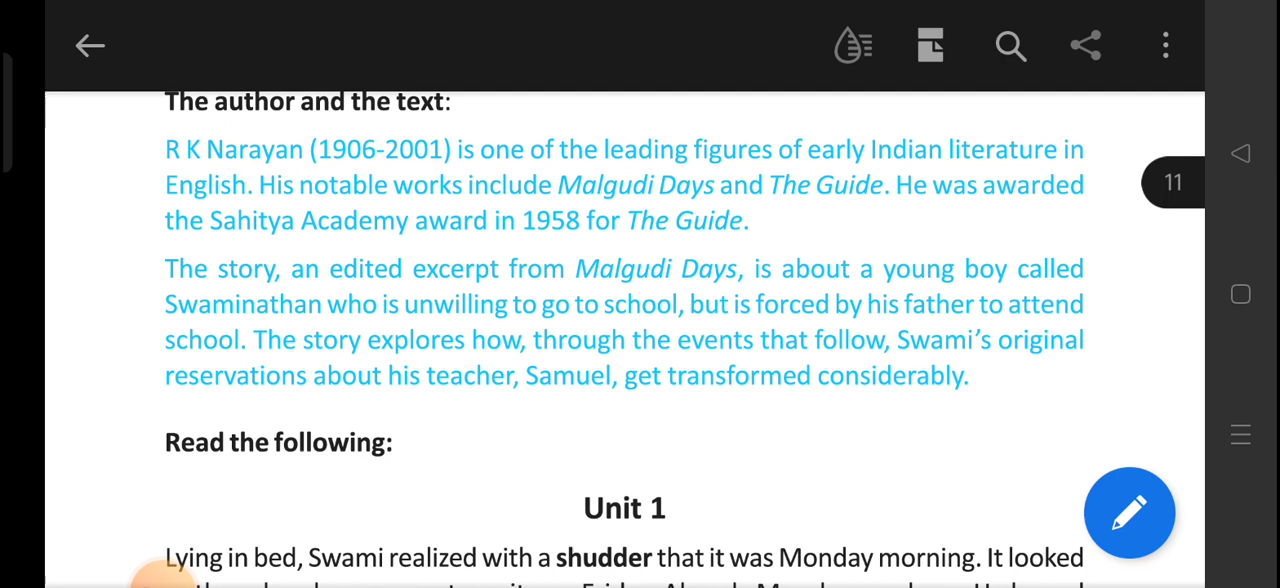 The author and the text:
R K Narayan (1906-2001) is one of the leading figures of early Indian literature in
English. His notable works include Malgudi Days and The Guide. He was awarded
the Sahitya Academy award in 1958 for The Guide.
11
The story, an edited excerpt from Malgudi Days, is about a young boy called
Swaminathan who is unwilling to go to school, but is forced by his father to attend
school. The story explores how, through the events that follow, Swami's original
reservations about his teacher, Samuel, get transformed considerably.
Read the following:
Unit 1
Lying in bed, Swami realized with a shudder that it was Monday morning. It looked